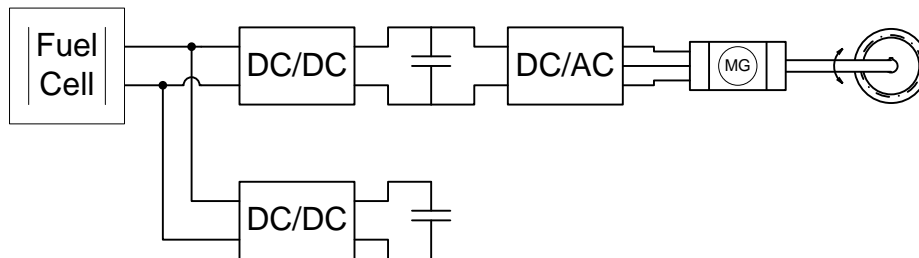 Fuel
Cell
DC/DC
DC/AC
MG
DC/DC